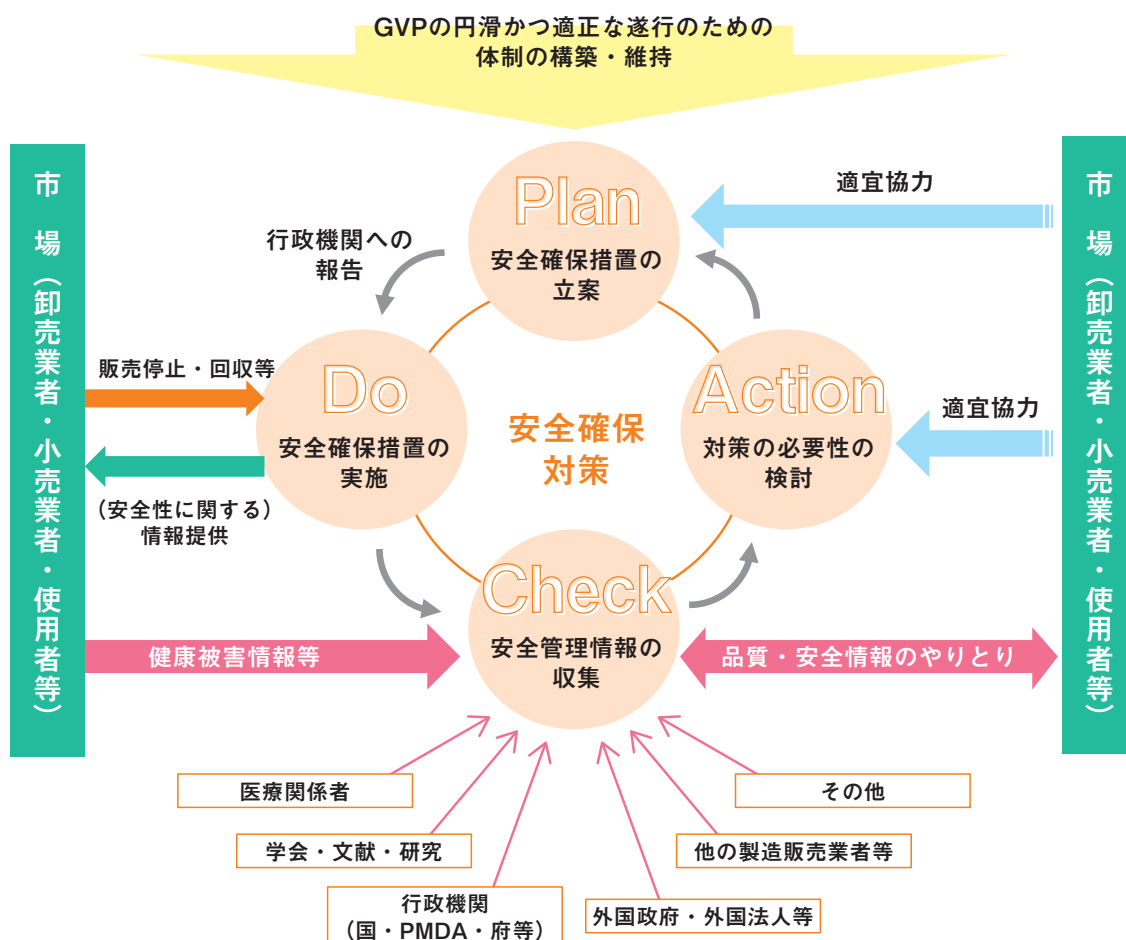 GVPの円滑かつ適正な遂行のための
体制の構築・維持
市場（卸売業者・小売業者・使用者等）
Plan
安全確保措置の
立案
適宜協力
市場（卸売業者・小売業者・使用者等）
行政機関への
報告
販売停止・回収等
Do
安全確保措置の
実施
安全確保
対策
Action
対策の必要性の
検討
適宜協力
（安全性に関する）
情報提供
Check
安全管理情報の
収集
健康被害情報等
品質・安全情報のやりとり
医療関係者
その他
学会・文献・研究
他の製造販売業者等
行政機関
（国・PMDA・府等）
外国政府・外国法人等